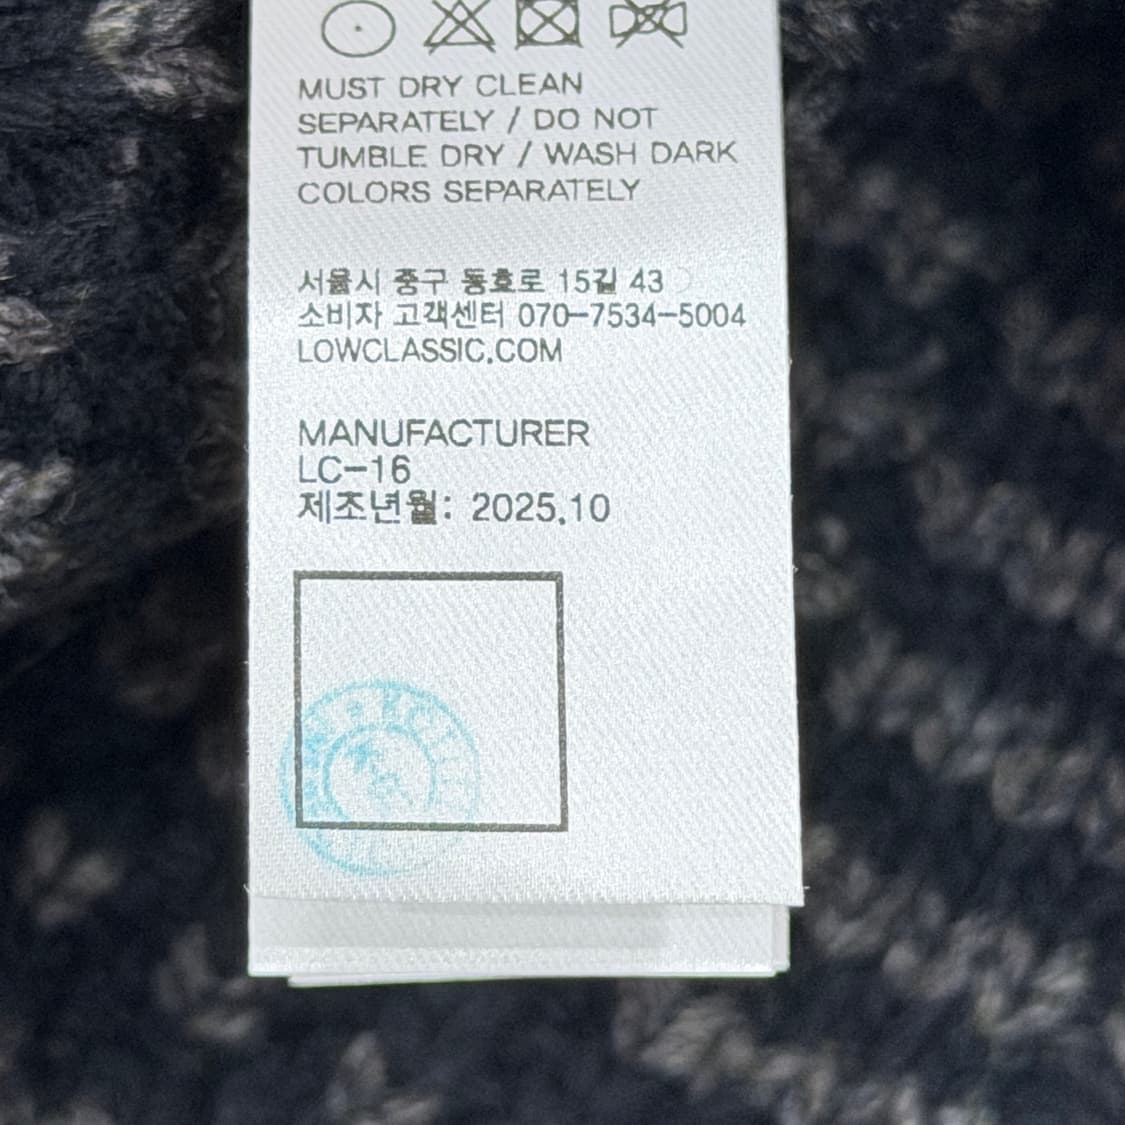 MUST DRY CLEAN
SEPARATELY / DO NOT
TUMBLE DRY / WASH DARK
COLORS SEPARATELY
서울시 중구 동호로 15길 43
소비자 고객센터 070-7534-5004
LOWCLASSIC.COM
MANUFACTURER
LC-16
제조년월: 2025.10